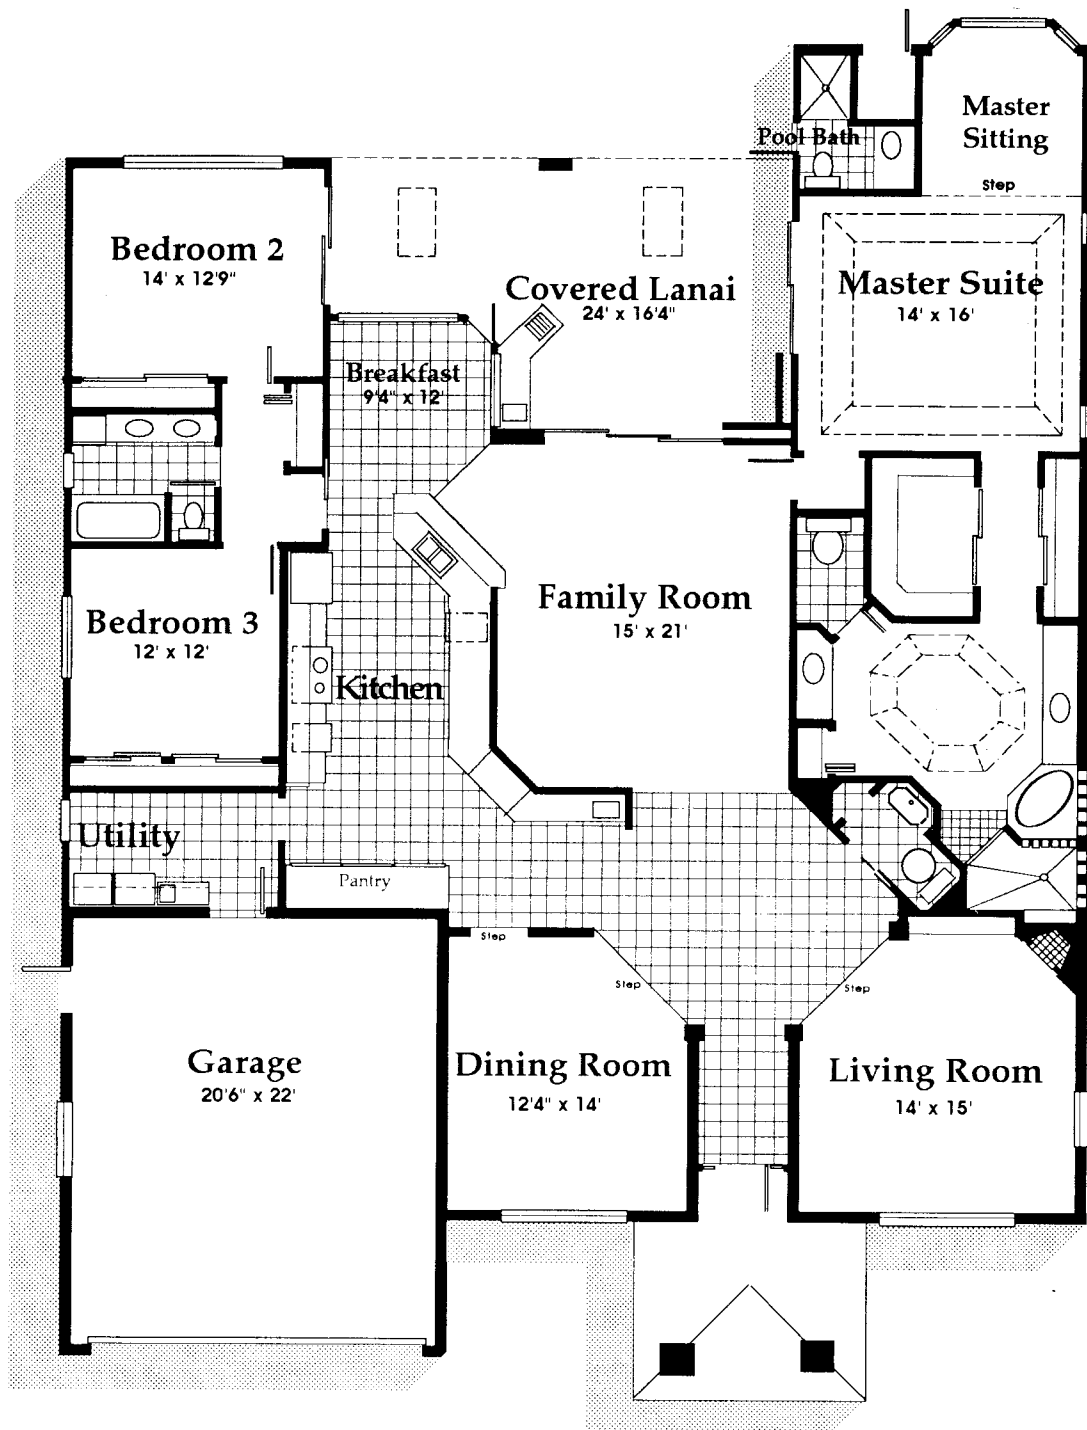 Master
Sitting
Pool Bath
Step
Bedroom 2
14' x 12'9"
Covered Lanai
24' x 16'4"
Master Suite
14' x 16'
Breakfast
9'4" x 12'
Family Room
15' x 21'
Bedroom 3
12' x 12'
Kitchen
Utility
Pantry
Step
Step
Step
Garage
20'6" x 22'
Dining Room
12'4" x 14'
Living Room
14' x 15'